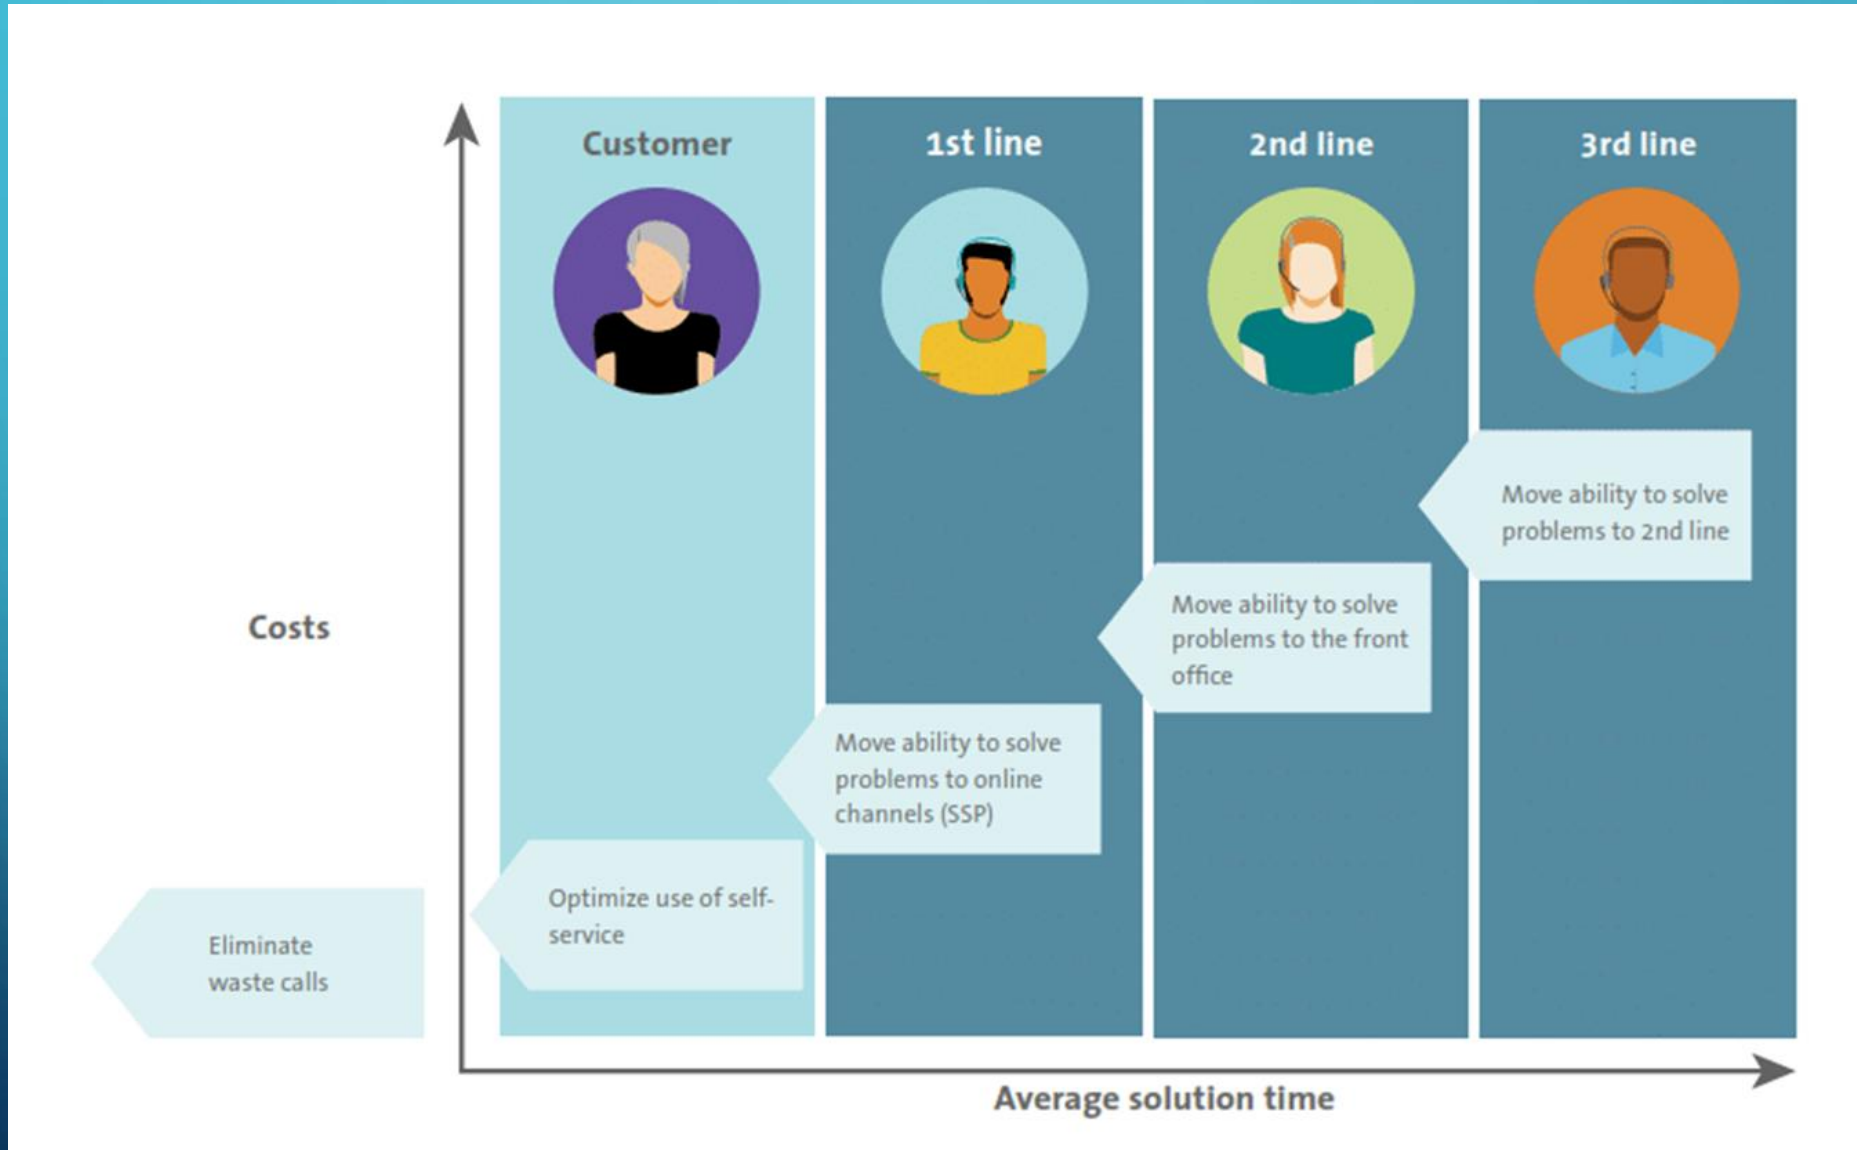 Customer
1st line
2nd line
3rd line
Move ability to solve
problems to 2nd line
Move ability to solve
problems to the front
office
Costs
Move ability to solve
problems to online
channels (SSP)
Optimize use of self-
service
Eliminate
waste calls
Average solution time